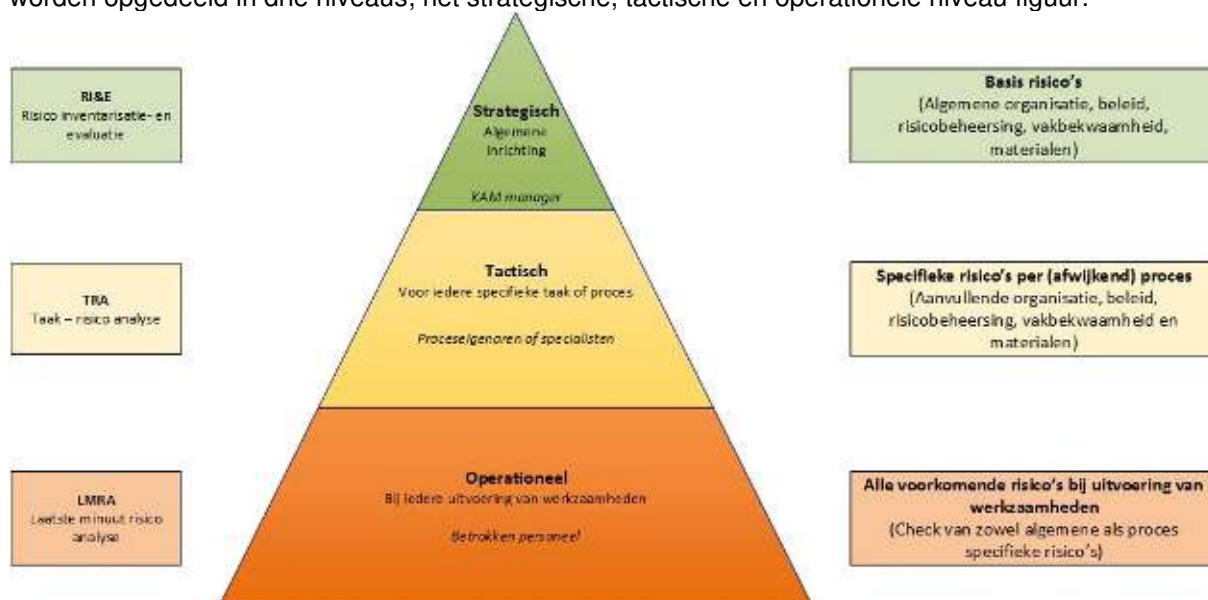 worden opgedeeld in drie niveaus, het strategische, tactische en operationele niveau figuur.
RI&E
Risico inventarisatie- en
evaluatie
Strategisch
Algemene
inrichting
KAM manager
Basis risico's
(Algemene organisatie, beleid,
risicobeheersing, vakbekwaamheid,
materialen)
TRA
Taak – risico analyse
Tactisch
Voor iedere specifieke taak of proces
Proceseigenaren of specialisten
Specifieke risico's per (afwijkend) proces
(Aanvullende organisatie, beleid,
risicobeheersing, vakbekwaamheid en
materialen)
LMRA
Laatste minuut risico
analyse
Operationeel
Bij iedere uitvoering van werkzaamheden
Betrokken personeel
Alle voorkomende risico's bij uitvoering van
werkzaamheden
(Check van zowel algemene als proces
specifieke risico's)